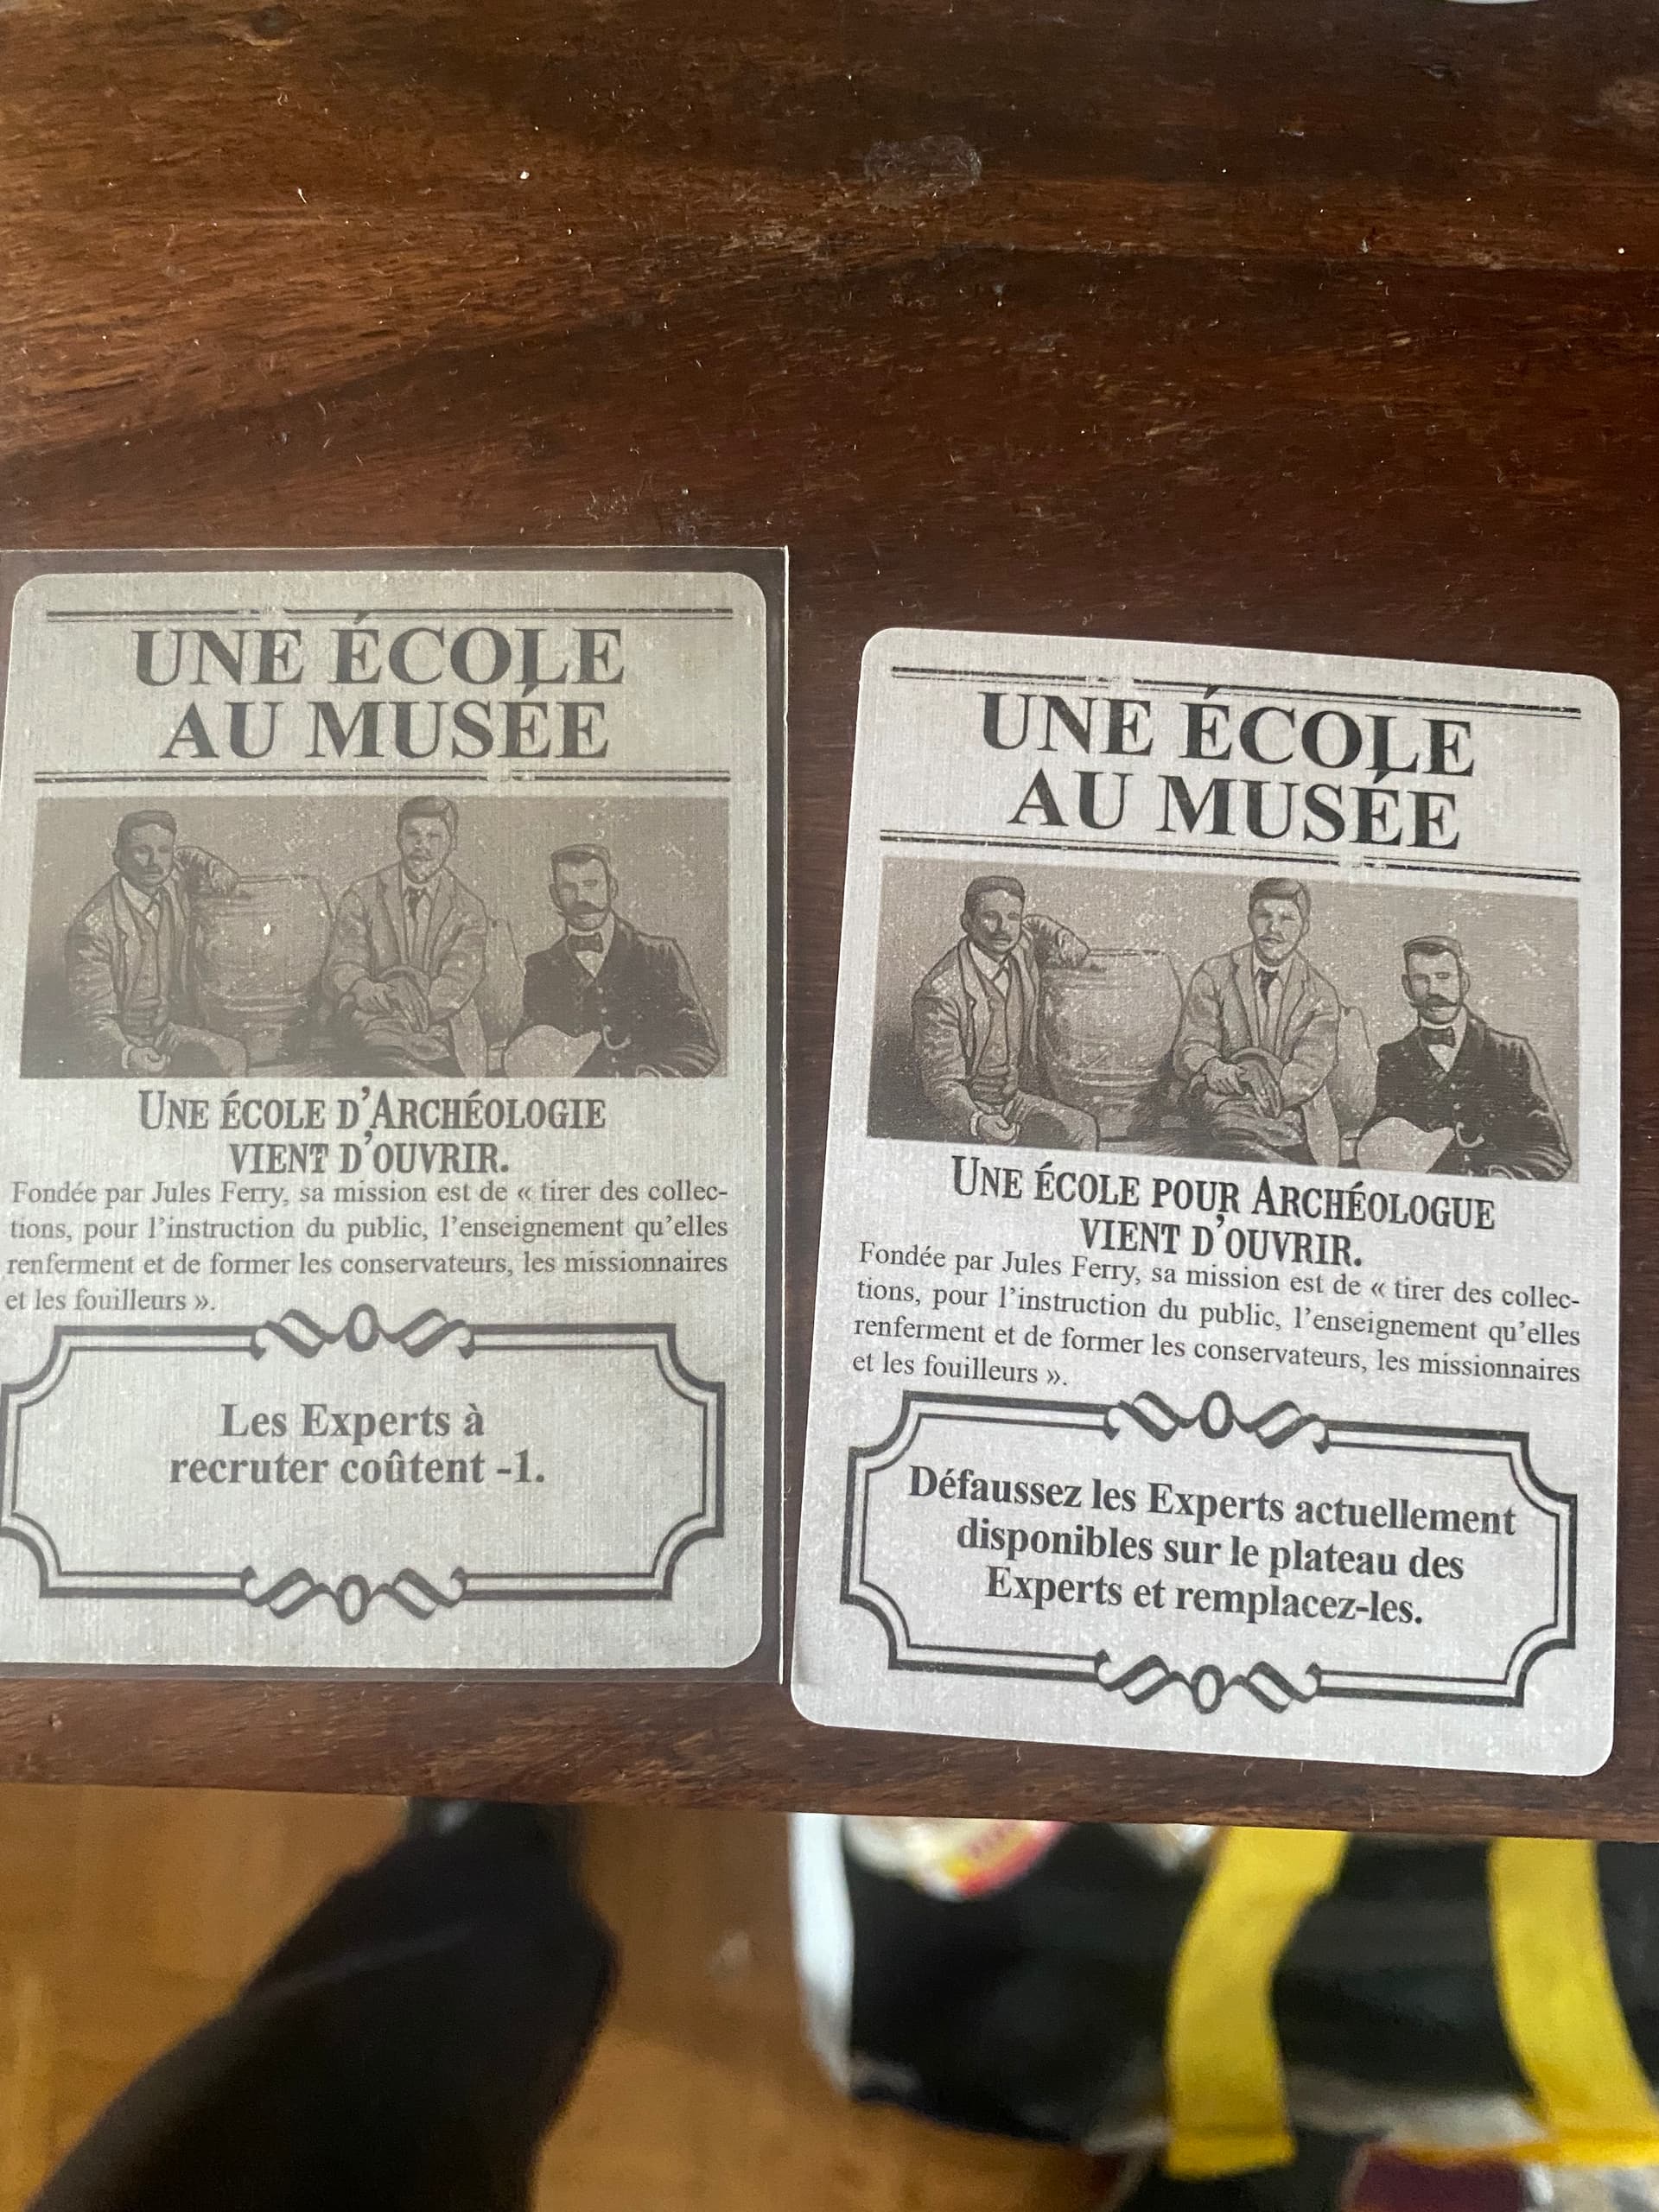 UNE ÉCOLE
AU MUSÉE
UNE ÉCOLE D'ARCHÉOLOGIE
VIENT D'OUVRIR.
Fondée par Jules Ferry, sa mission est de « tirer des collec-
tions, pour l'instruction du public, l'enseignement qu'elles
renferment et de former les conservateurs, les missionnaires
et les fouilleurs ».
Les Experts à
recruter coûtent -1.
UNE ÉCOLE
AU MUSÉE
UNE ÉCOLE POUR ARCHÉOLOGUE
VIENT D'OUVRIR.
Fondée par Jules Ferry, sa mission est de « tirer des collec-
tions, pour l'instruction du public, l'enseignement qu'elles
renferment et de former les conservateurs, les missionnaires
et les fouilleurs ».
Défaussez les Experts actuellement
disponibles sur le plateau des
Experts et remplacez-les.